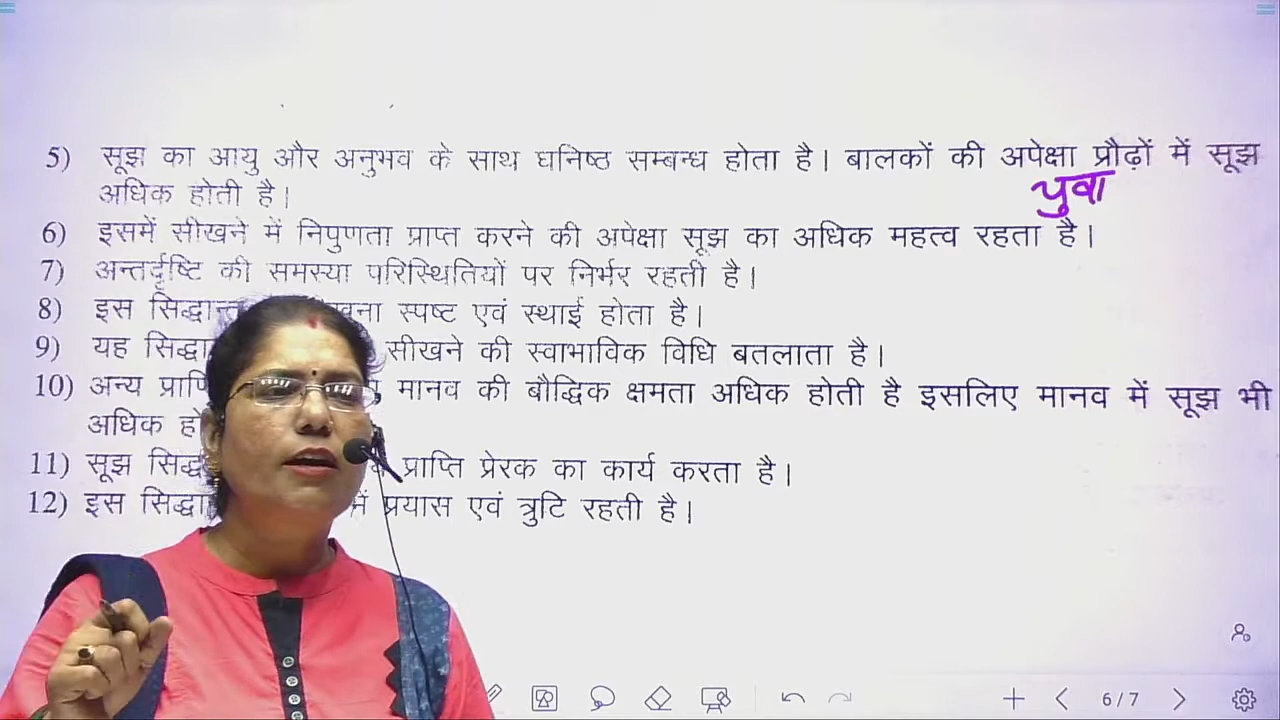 5) सूझ का आयु और अनुभव के साथ घनिष्ठ सम्बन्ध होता है। बालकों की अपेक्षा प्रौढ़ों में सूझ
अधिक होती है।
युवा
6) इसमें सीखने में निपुणता प्राप्त करने की अपेक्षा सूझ का अधिक महत्व रहता है।
7) अन्तर्दृष्टि की समस्या परिस्थितियों पर निर्भर रहती है।
8) इस स्पष्ट एवं स्थाई होता है।
9) यह सीखने की स्वाभाविक विधि बतलाता है।
10) अन्य मानव की बौद्धिक क्षमता अधिक होती है इसलिए मानव में सूझ भी
अधिक
11) सूझ प्राप्ति प्रेरक का कार्य करता है।
12) इस प्रयास एवं त्रुटि रहती है।
6/7